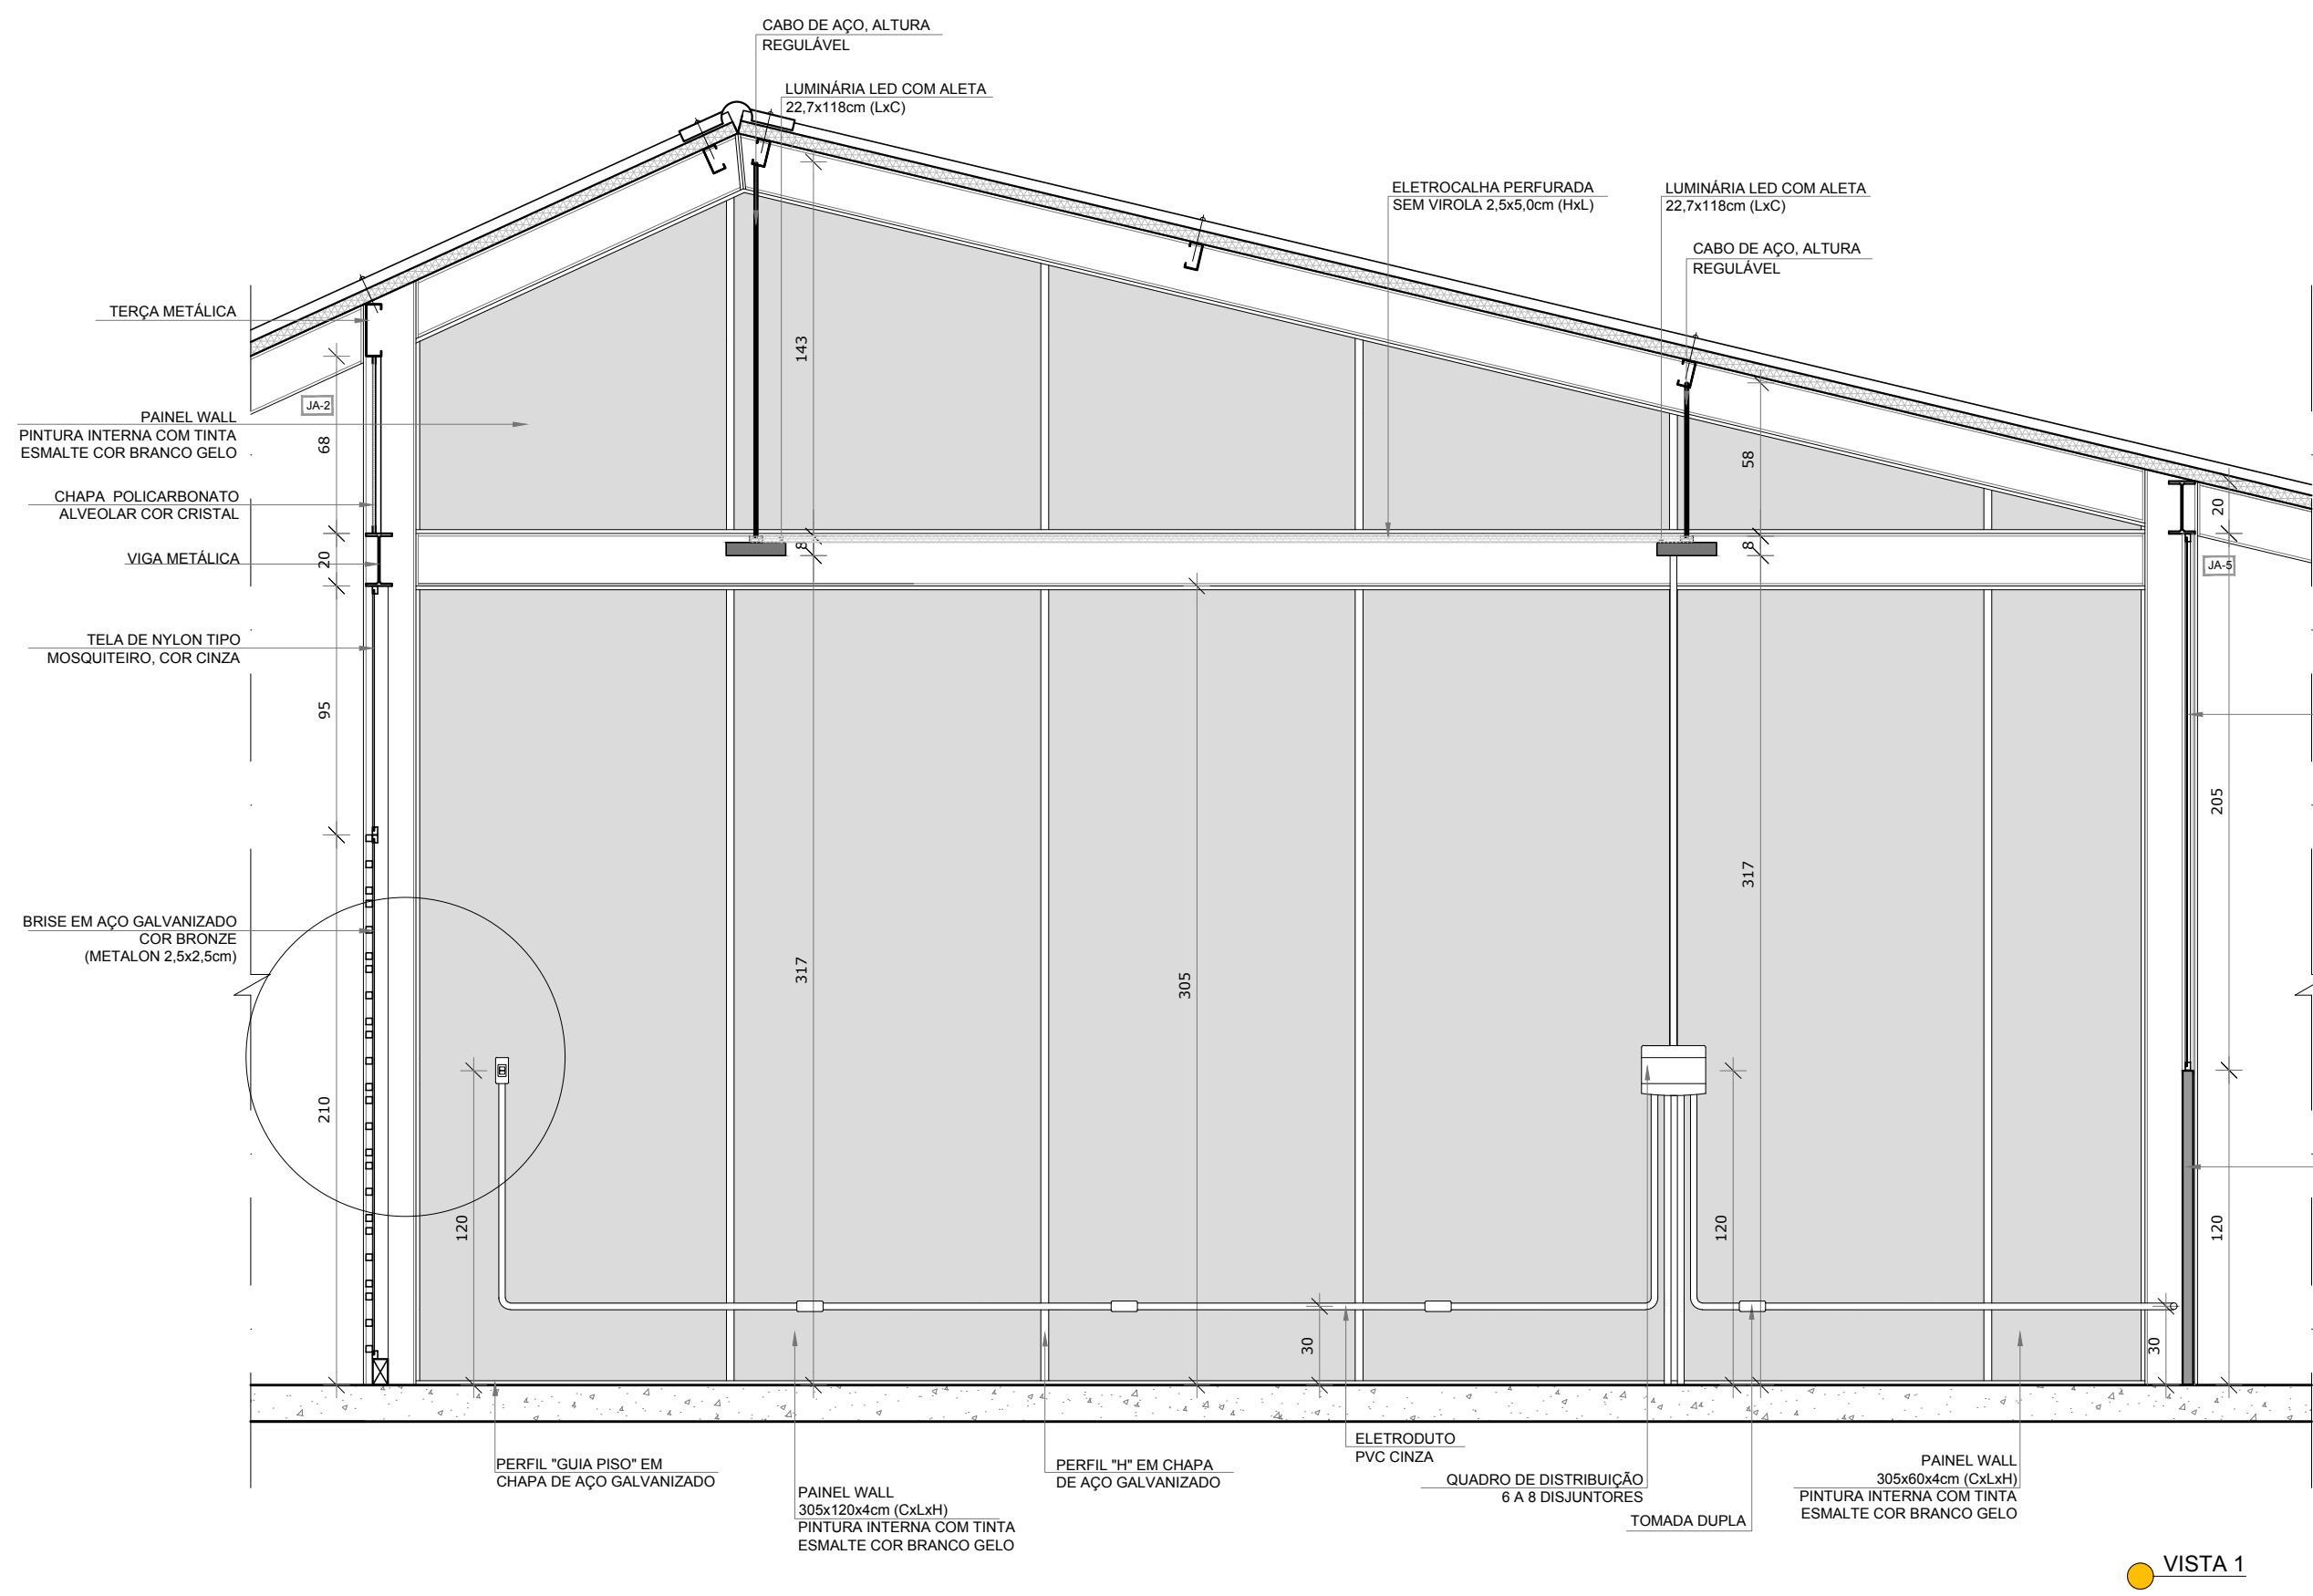 CABO DE AÇO, ALTURA
REGULÁVEL
LUMINÁRIA LED COM ALETA
22,7x118cm (LxC)
ELETROCALHA PERFURADA
SEM VIROLA 2,5x5,0cm (HxL)
LUMINÁRIA LED COM ALETA
22,7x118cm (LxC)
CABO DE AÇO, ALTURA
REGULÁVEL
TERÇA METÁLICA
143
JA-2
PAINEL WALL
PINTURA INTERNA COM TINTA
ESMALTE COR BRANCO GELO
68
58
CHAPA POLICARBONATO
ALVEOLAR COR CRISTAL
20
VIGA METÁLICA
20
8
8
JA-5
TELA DE NYLON TIPO
MOSQUITEIRO, COR CINZA
95
205
317
BRISE EM AÇO GALVANIZADO
COR BRONZE
(METALON 2,5x2,5cm)
317
305
210
120
120
120
30
30
PERFIL "GUIA PISO" EM
CHAPA DE AÇO GALVANIZADO
PAINEL WALL
305x120x4cm (CxLxH)
PINTURA INTERNA COM TINTA
ESMALTE COR BRANCO GELO
PERFIL "H" EM CHAPA
DE AÇO GALVANIZADO
ELETRODUTO
PVC CINZA
QUADRO DE DISTRIBUIÇÃO
6 A 8 DISJUNTORES
TOMADA DUPLA
PAINEL WALL
305x60x4cm (CxLxH)
PINTURA INTERNA COM TINTA
ESMALTE COR BRANCO GELO
VISTA 1